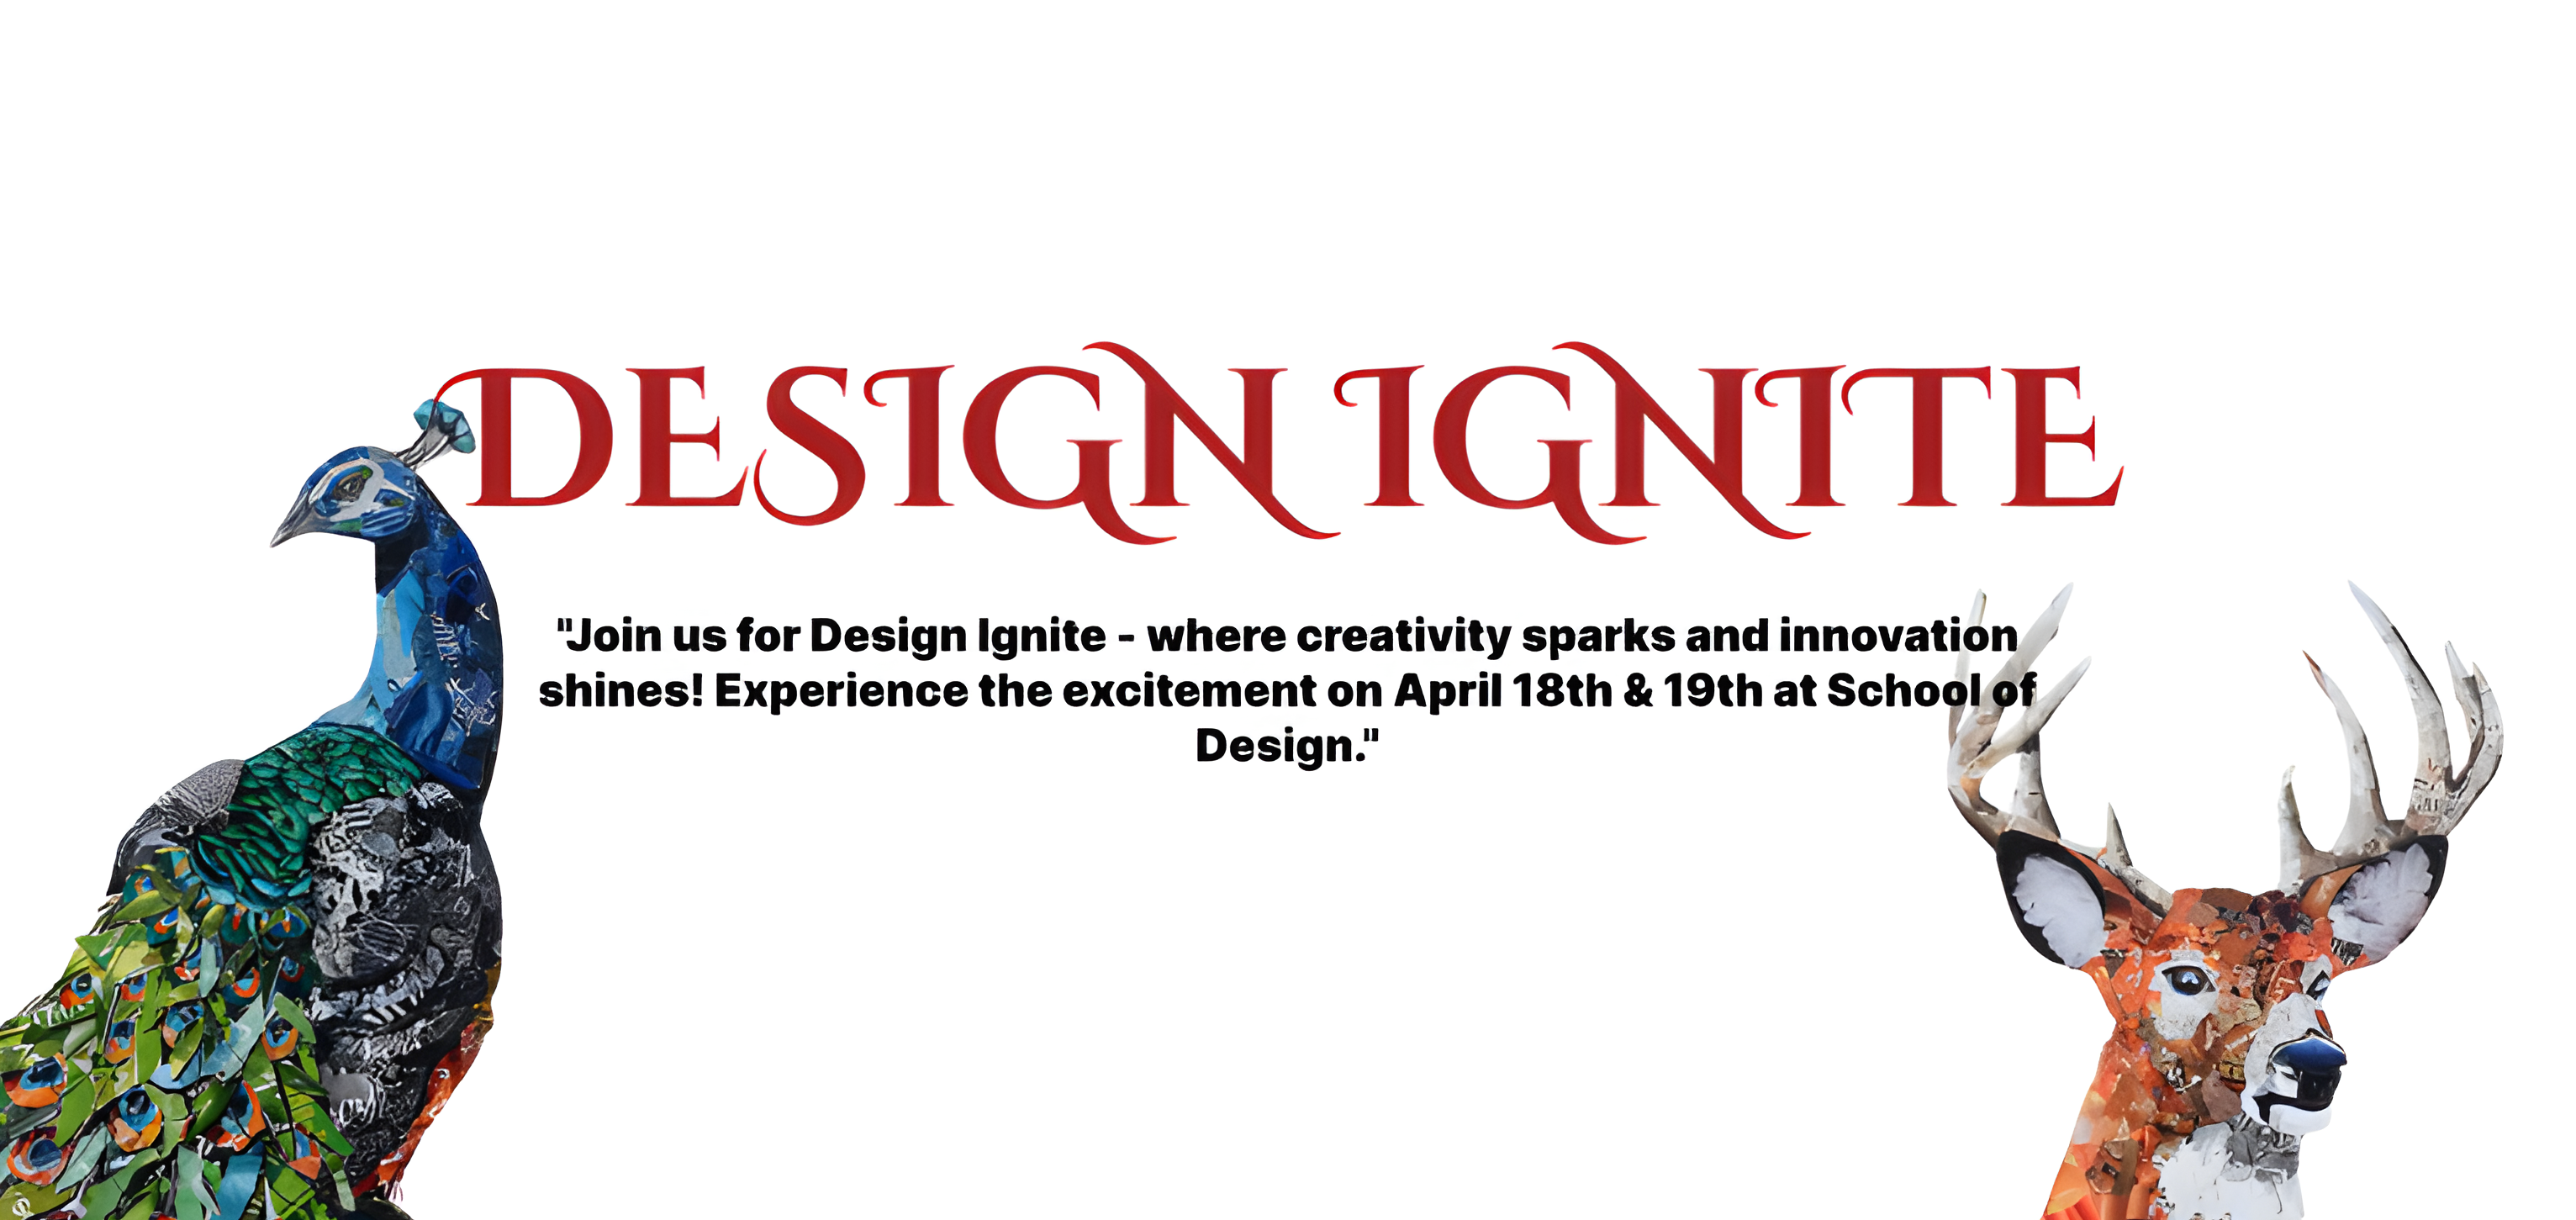 DESIGN IGNITE
"Join us for Design Ignite - where creativity sparks and innovation
shines! Experience the excitement on April 18th & 19th at School of
Design."